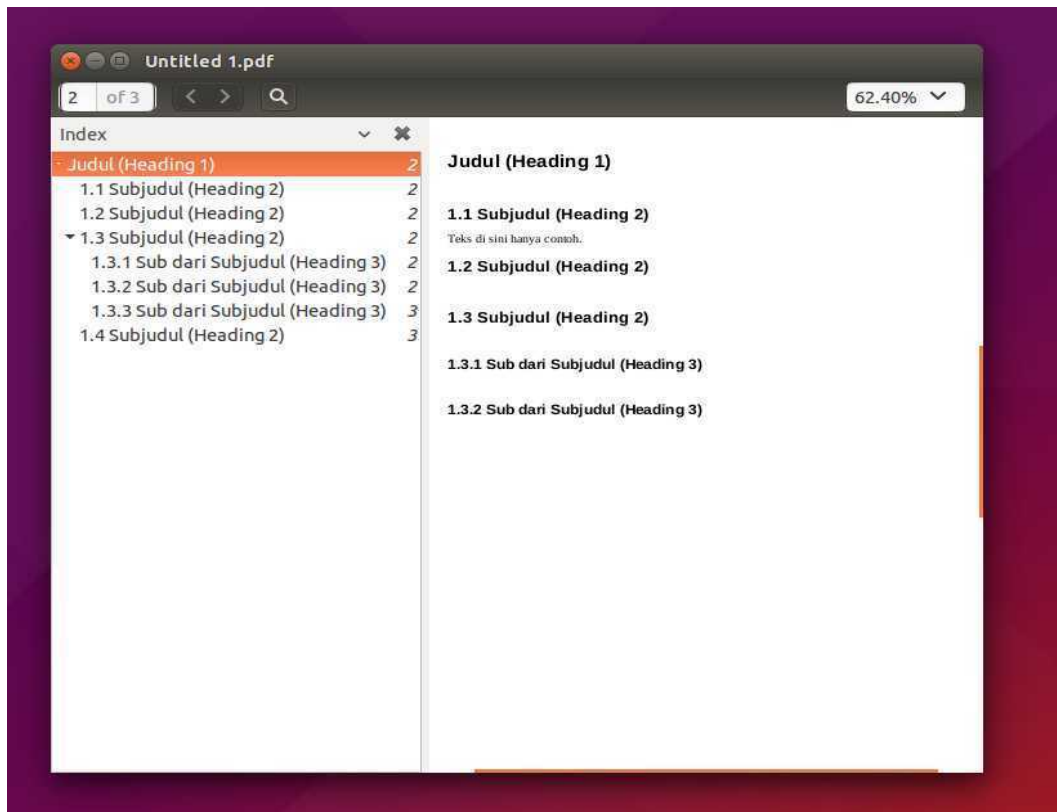 Untitled 1.pdf
2 of 3 62.40%
Index
Judul (Heading 1) 2
1.1 Subjudul (Heading 2) 2
1.2 Subjudul (Heading 2) 2
1.3 Subjudul (Heading 2) 2
1.3.1 Sub dari Subjudul (Heading 3) 2
1.3.2 Sub dari Subjudul (Heading 3) 2
1.3.3 Sub dari Subjudul (Heading 3) 3
1.4 Subjudul (Heading 2) 3
Judul (Heading 1)
1.1 Subjudul (Heading 2)
Teks di sini hanya contoh.
1.2 Subjudul (Heading 2)
1.3 Subjudul (Heading 2)
1.3.1 Sub dari Subjudul (Heading 3)
1.3.2 Sub dari Subjudul (Heading 3)